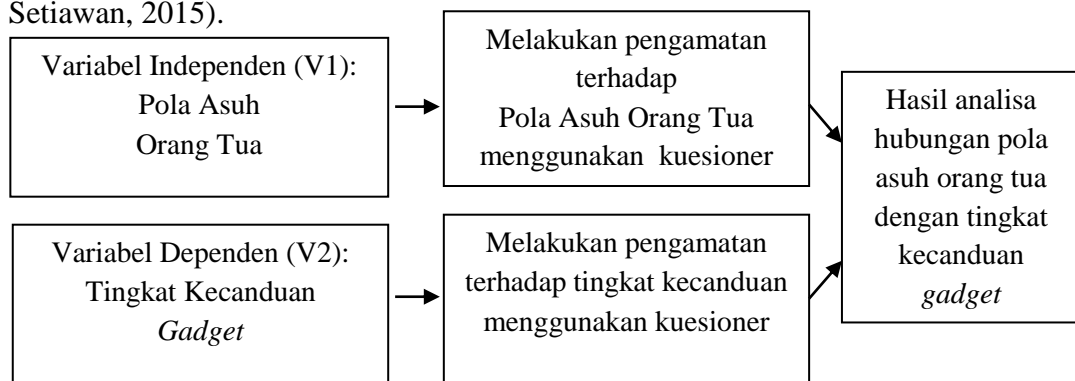 Setiawan, 2015).
Variabel Independen (V1):
Pola Asuh
Orang Tua
Melakukan pengamatan
terhadap
Pola Asuh Orang Tua
menggunakan kuesioner
Variabel Dependen (V2):
Tingkat Kecanduan
Gadget
Melakukan pengamatan
terhadap tingkat kecanduan
menggunakan kuesioner
Hasil analisa
hubungan pola
asuh orang tua
dengan tingkat
kecanduan
gadget